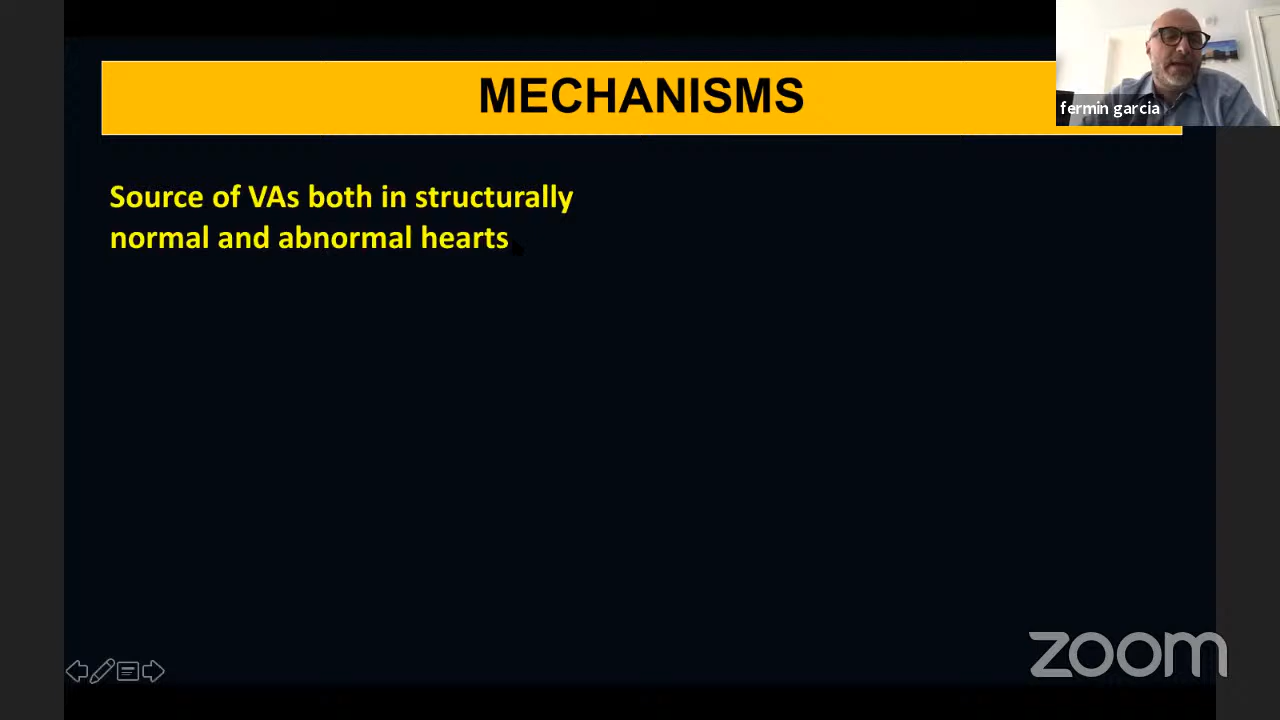 MECHANISMS
fermin garcia
Source of VAs both in structurally
normal and abnormal hearts
zoom